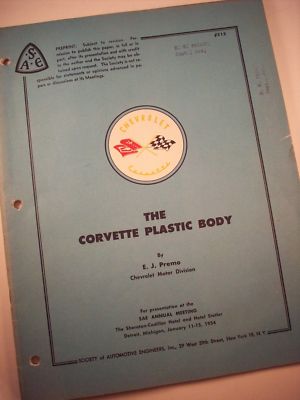 SAE
PREPRINT: Subject to revision. Per-
mission to publish this paper, in full or in
part, after its presentation and with credit
to the author and the Society may be ob-
tained upon request. The Society is not re-
sponsible for statements or opinions advanced in pa-
pers or discussions at its Meetings.
#212
CHEVROLET
THE
CORVETTE PLASTIC BODY
By
E. J. Premo
Chevrolet Motor Division
For presentation at the
SAE ANNUAL MEETING
The Sheraton-Cadillac Hotel and Hotel Statler
Detroit, Michigan, January 11-15, 1954
SOCIETY of AUTOMOTIVE ENGINEERS, Inc., 29 West 39th Street, New York 18, N. Y.